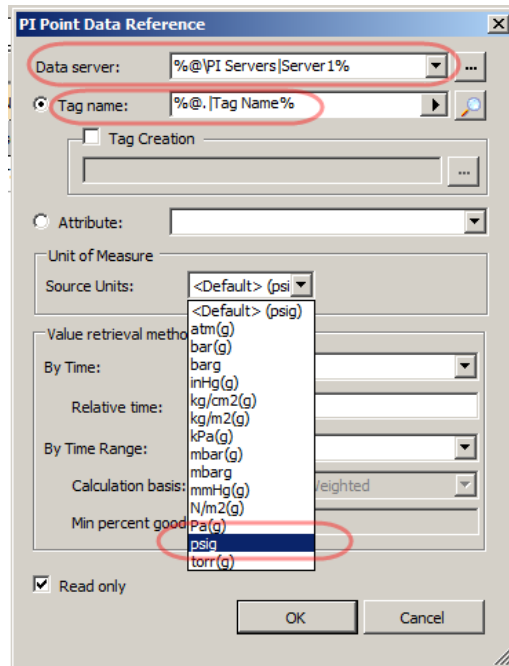 PI Point Data Reference
Data server: %@\PI Servers|Server1% ...
Tag name: %@.|Tag Name%
Tag Creation
...
Attribute:
Unit of Measure
Source Units: <Default> (psi
<Default> (psig)
atm(g)
bar(g)
barg
inHg(g)
kg/cm2(g)
kg/m2(g)
kPa(g)
mbar(g)
mbarg
mmHg(g)
N/m2(g)
Pa(g)
psig
torr(g)
Value retrieval metho
By Time:
Relative time:
By Time Range:
Calculation basis: eighted
Min percent good
Read only
OK Cancel